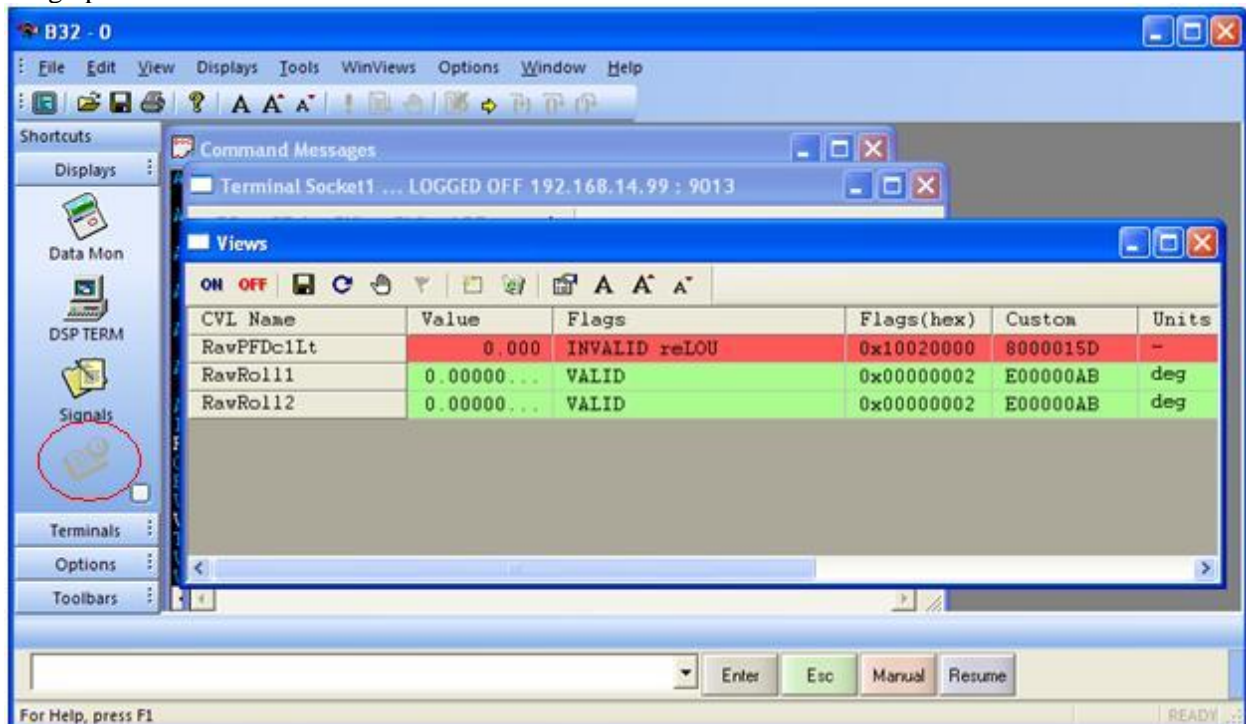 B32 - 0
File Edit View Displays Tools WinViews Options Window Help
A A A
Shortcuts
Displays
Data Mon
DSP TERM
Signals
Terminals
Options
Toolbars
Command Messages
Terminal Socket1 ... LOGGED OFF 192.168.14.99 : 9013
Views
ON OFF A A A
CVL Name Value Flags Flags(hex) Custom Units
RawPFDc1Lt 0.000 INVALID reLOU 0x10020000 8000015D -
RawRoll1 0.00000... VALID 0x00000002 E00000AB deg
RawRoll2 0.00000... VALID 0x00000002 E00000AB deg
Enter Esc Manual Resume
For Help, press F1 READY